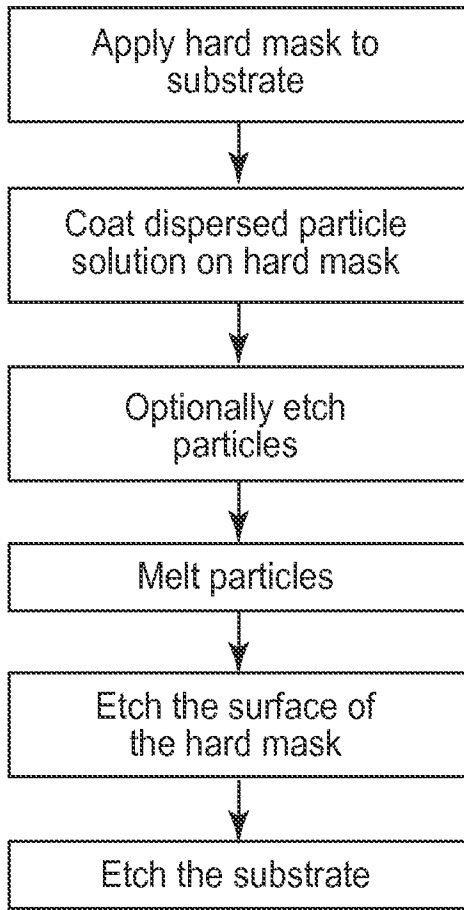 Apply hard mask to
substrate
Coat dispersed particle
solution on hard mask
Optionally etch
particles
Melt particles
Etch the surface of
the hard mask
Etch the substrate